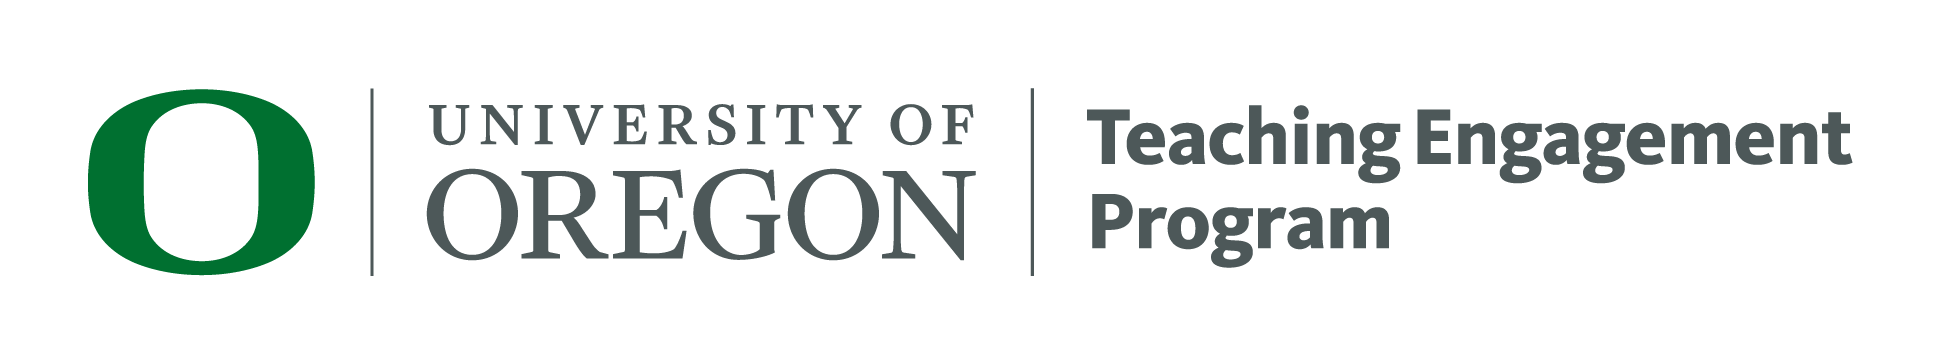 O
UNIVERSITY OF
OREGON
Teaching Engagement
Program